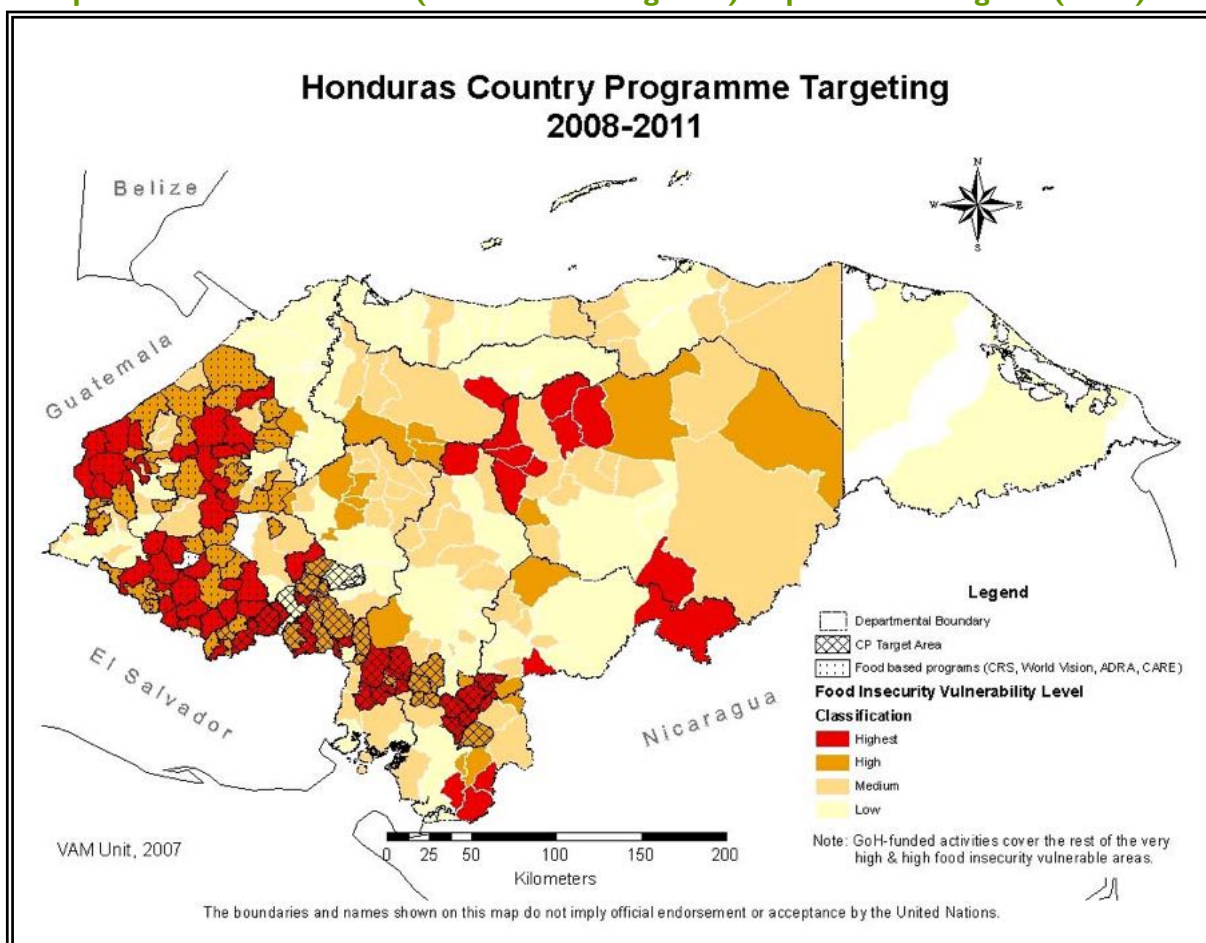 Honduras Country Programme Targeting
2008-2011
Belize
N
W
E
S
Guatemala
El Salvador
Nicaragua
Legend
Departmental Boundary
CP Target Area
Food based programs (CRS, World Vision, ADRA, CARE)
Food Insecurity Vulnerability Level
Classification
Highest
High
Medium
Low
Note: GoH-funded activities cover the rest of the very
high & high food insecurity vulnerable areas.
VAM Unit, 2007
0 25 50 100 150 200
Kilometers
The boundaries and names shown on this map do not imply official endorsement or acceptance by the United Nations.